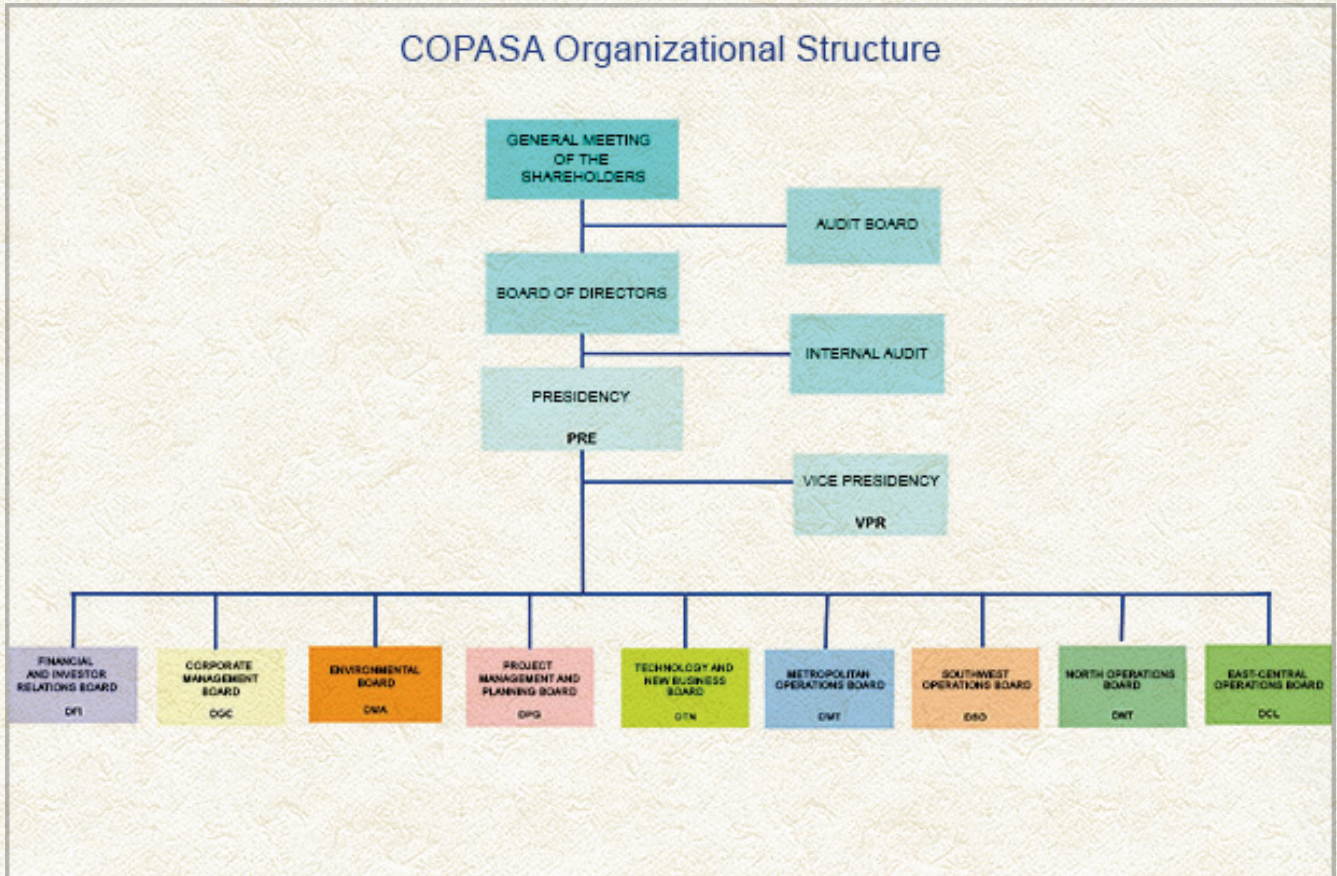 COPASA Organizational Structure
GENERAL MEETING
OF THE
SHAREHOLDERS
AUDIT BOARD
BOARD OF DIRECTORS
INTERNAL AUDIT
PRESIDENCY
PRE
VICE PRESIDENCY
VPR
FINANCIAL
AND INVESTOR
RELATIONS BOARD
DFI
CORPORATE
MANAGEMENT
BOARD
DGC
ENVIRONMENTAL
BOARD
DMA
PROJECT
MANAGEMENT AND
PLANNING BOARD
DPG
TECHNOLOGY AND
NEW BUSINESS
BOARD
DTN
METROPOLITAN
OPERATIONS BOARD
DMT
SOUTHWEST
OPERATIONS BOARD
NORTH OPERATIONS
BOARD
EAST-CENTRAL
OPERATIONS BOARD
DCL